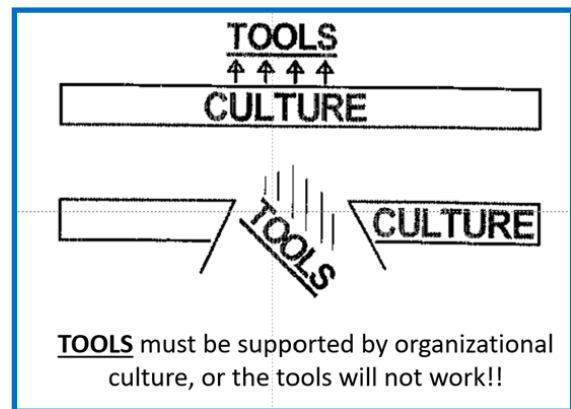 TOOLS
CULTURE
TOOLS
CULTURE
TOOLS must be supported by organizational
culture, or the tools will not work!!